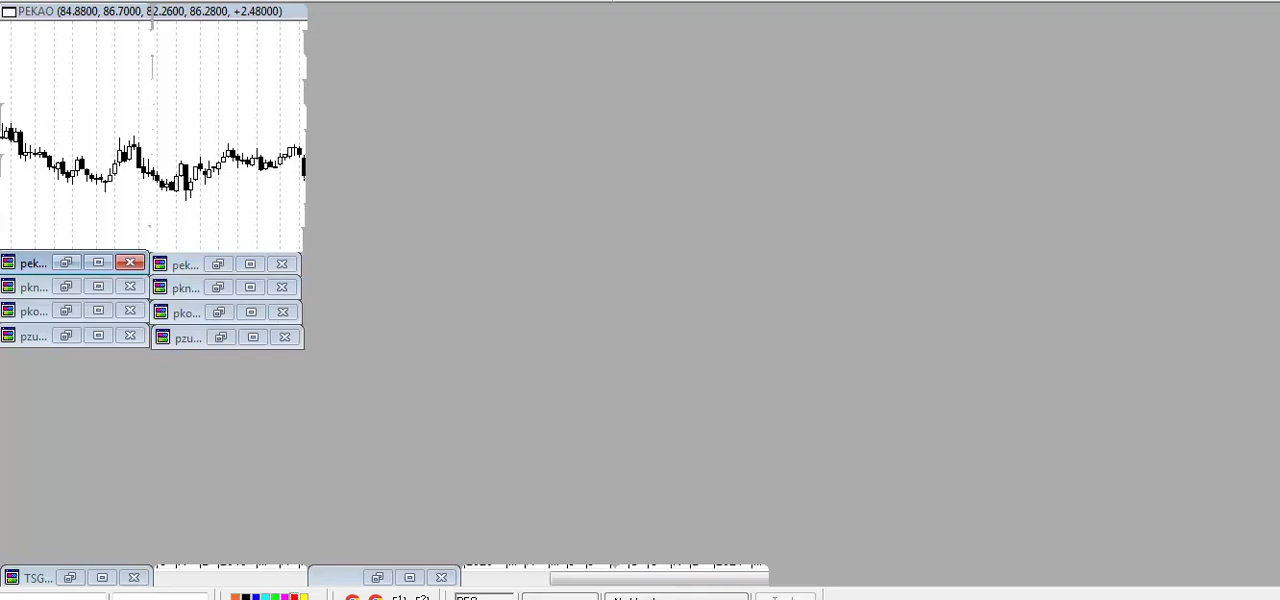 PEKAO (84.8800, 86.7000, 82.2600, 86.2800, +2.48000)
pek... pek...
pkn... pkn...
pko... pko...
pzu... pzu...
TSG...